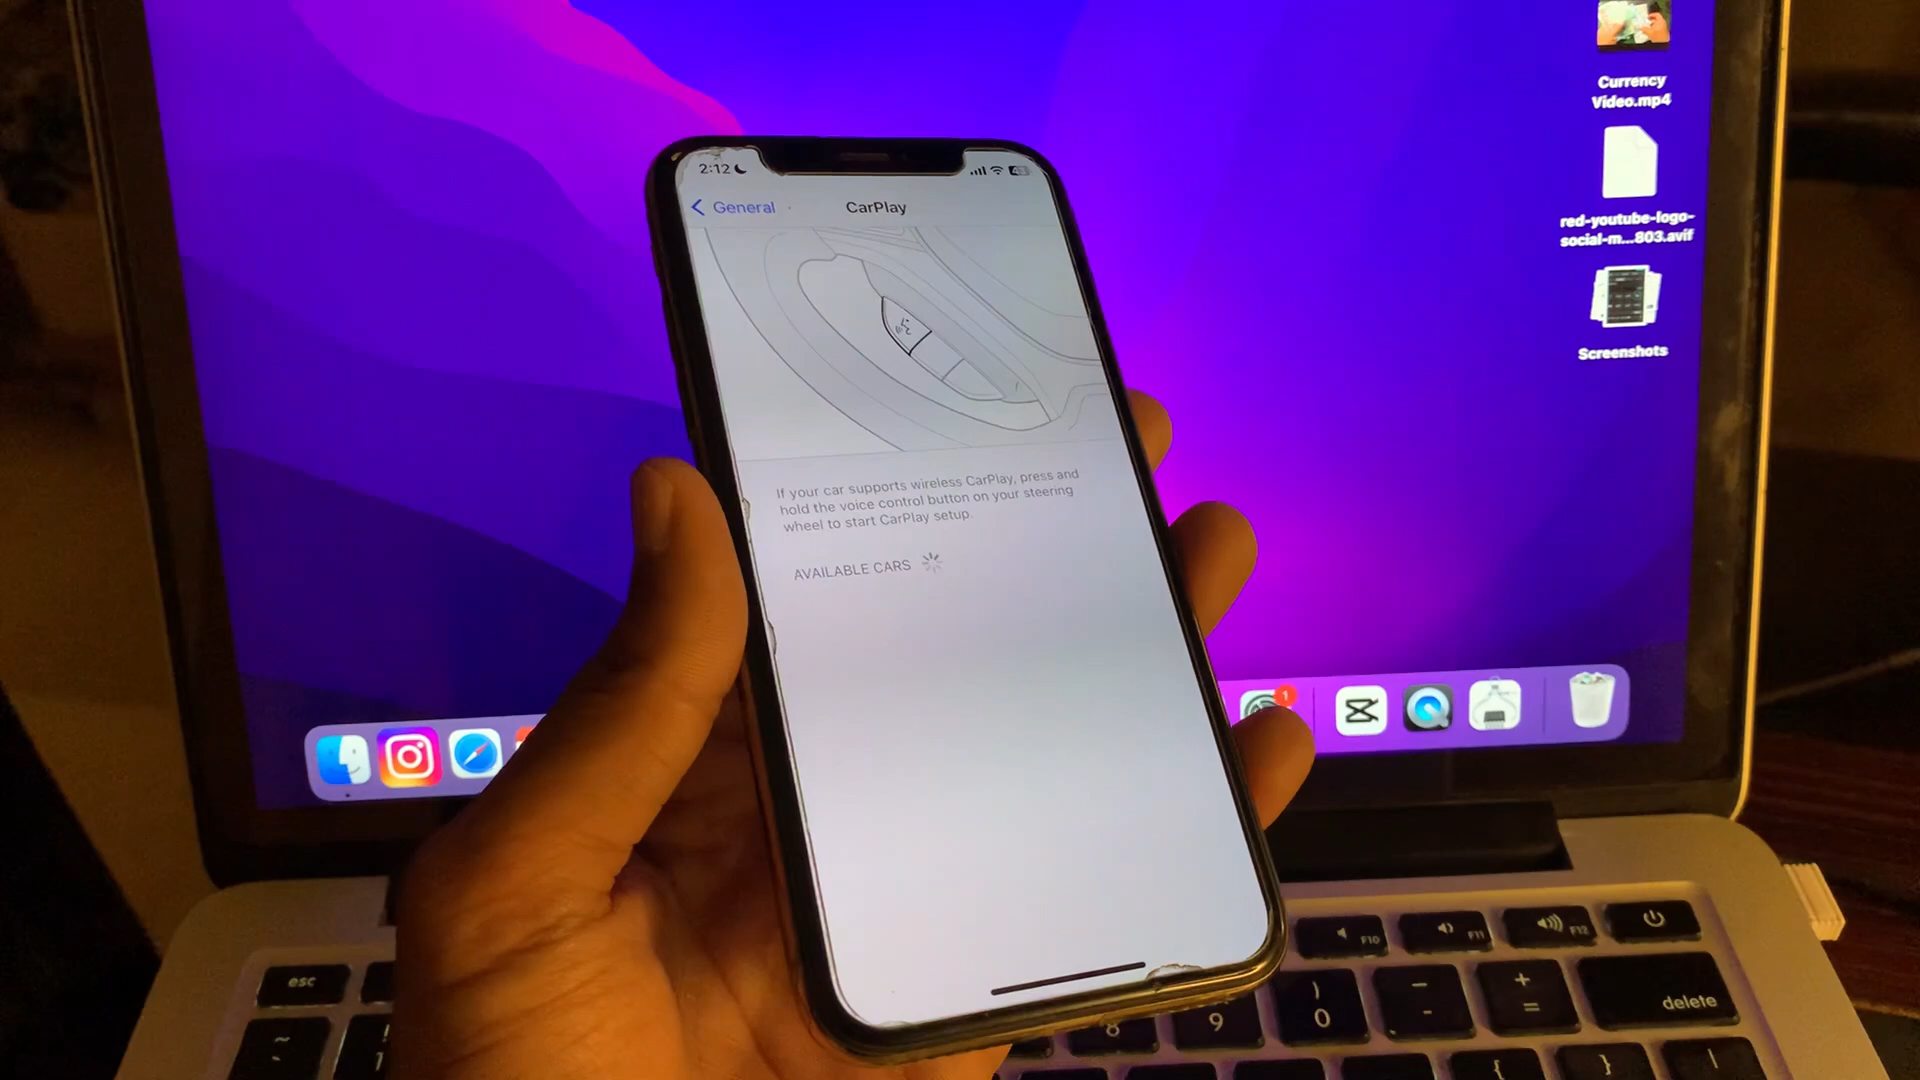 Currency
Video.mp4
red-youtube-logo-
social-m...803.avif
Screenshots
2:12
General
CarPlay
If your car supports wireless CarPlay, press and
hold the voice control button on your steering
wheel to start CarPlay setup.
AVAILABLE CARS
1
F10
F11
F12
esc
delete
~
!
8
9
)
0
-
+
=
{
}